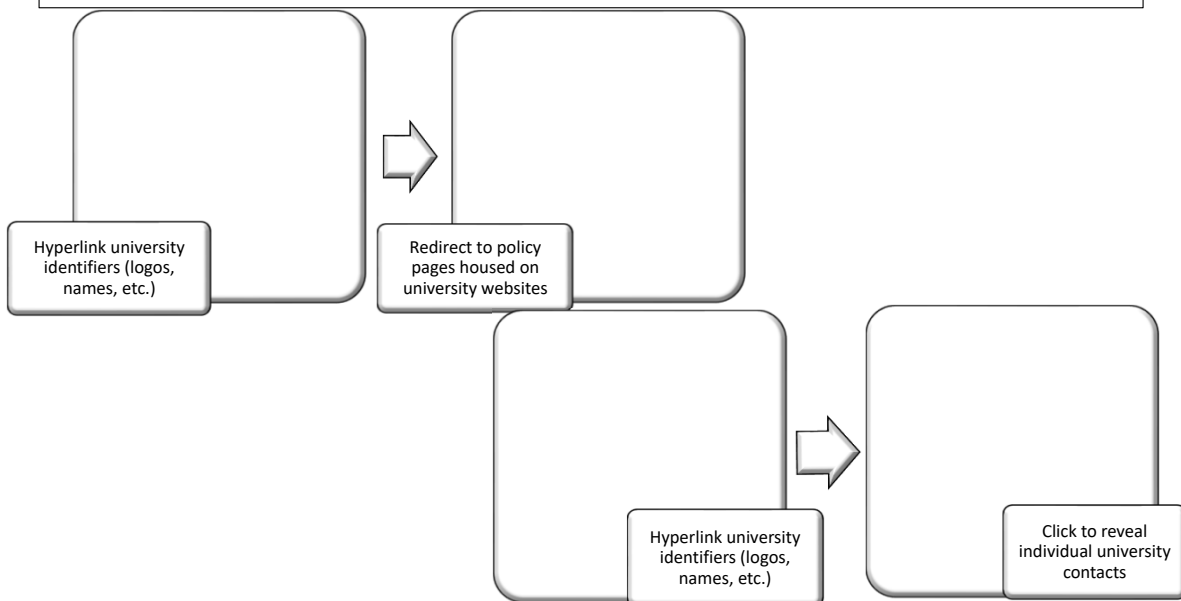 Hyperlink university
identifiers (logos,
names, etc.)
Redirect to policy
pages housed on
university websites
Hyperlink university
identifiers (logos,
names, etc.)
Click to reveal
individual university
contacts